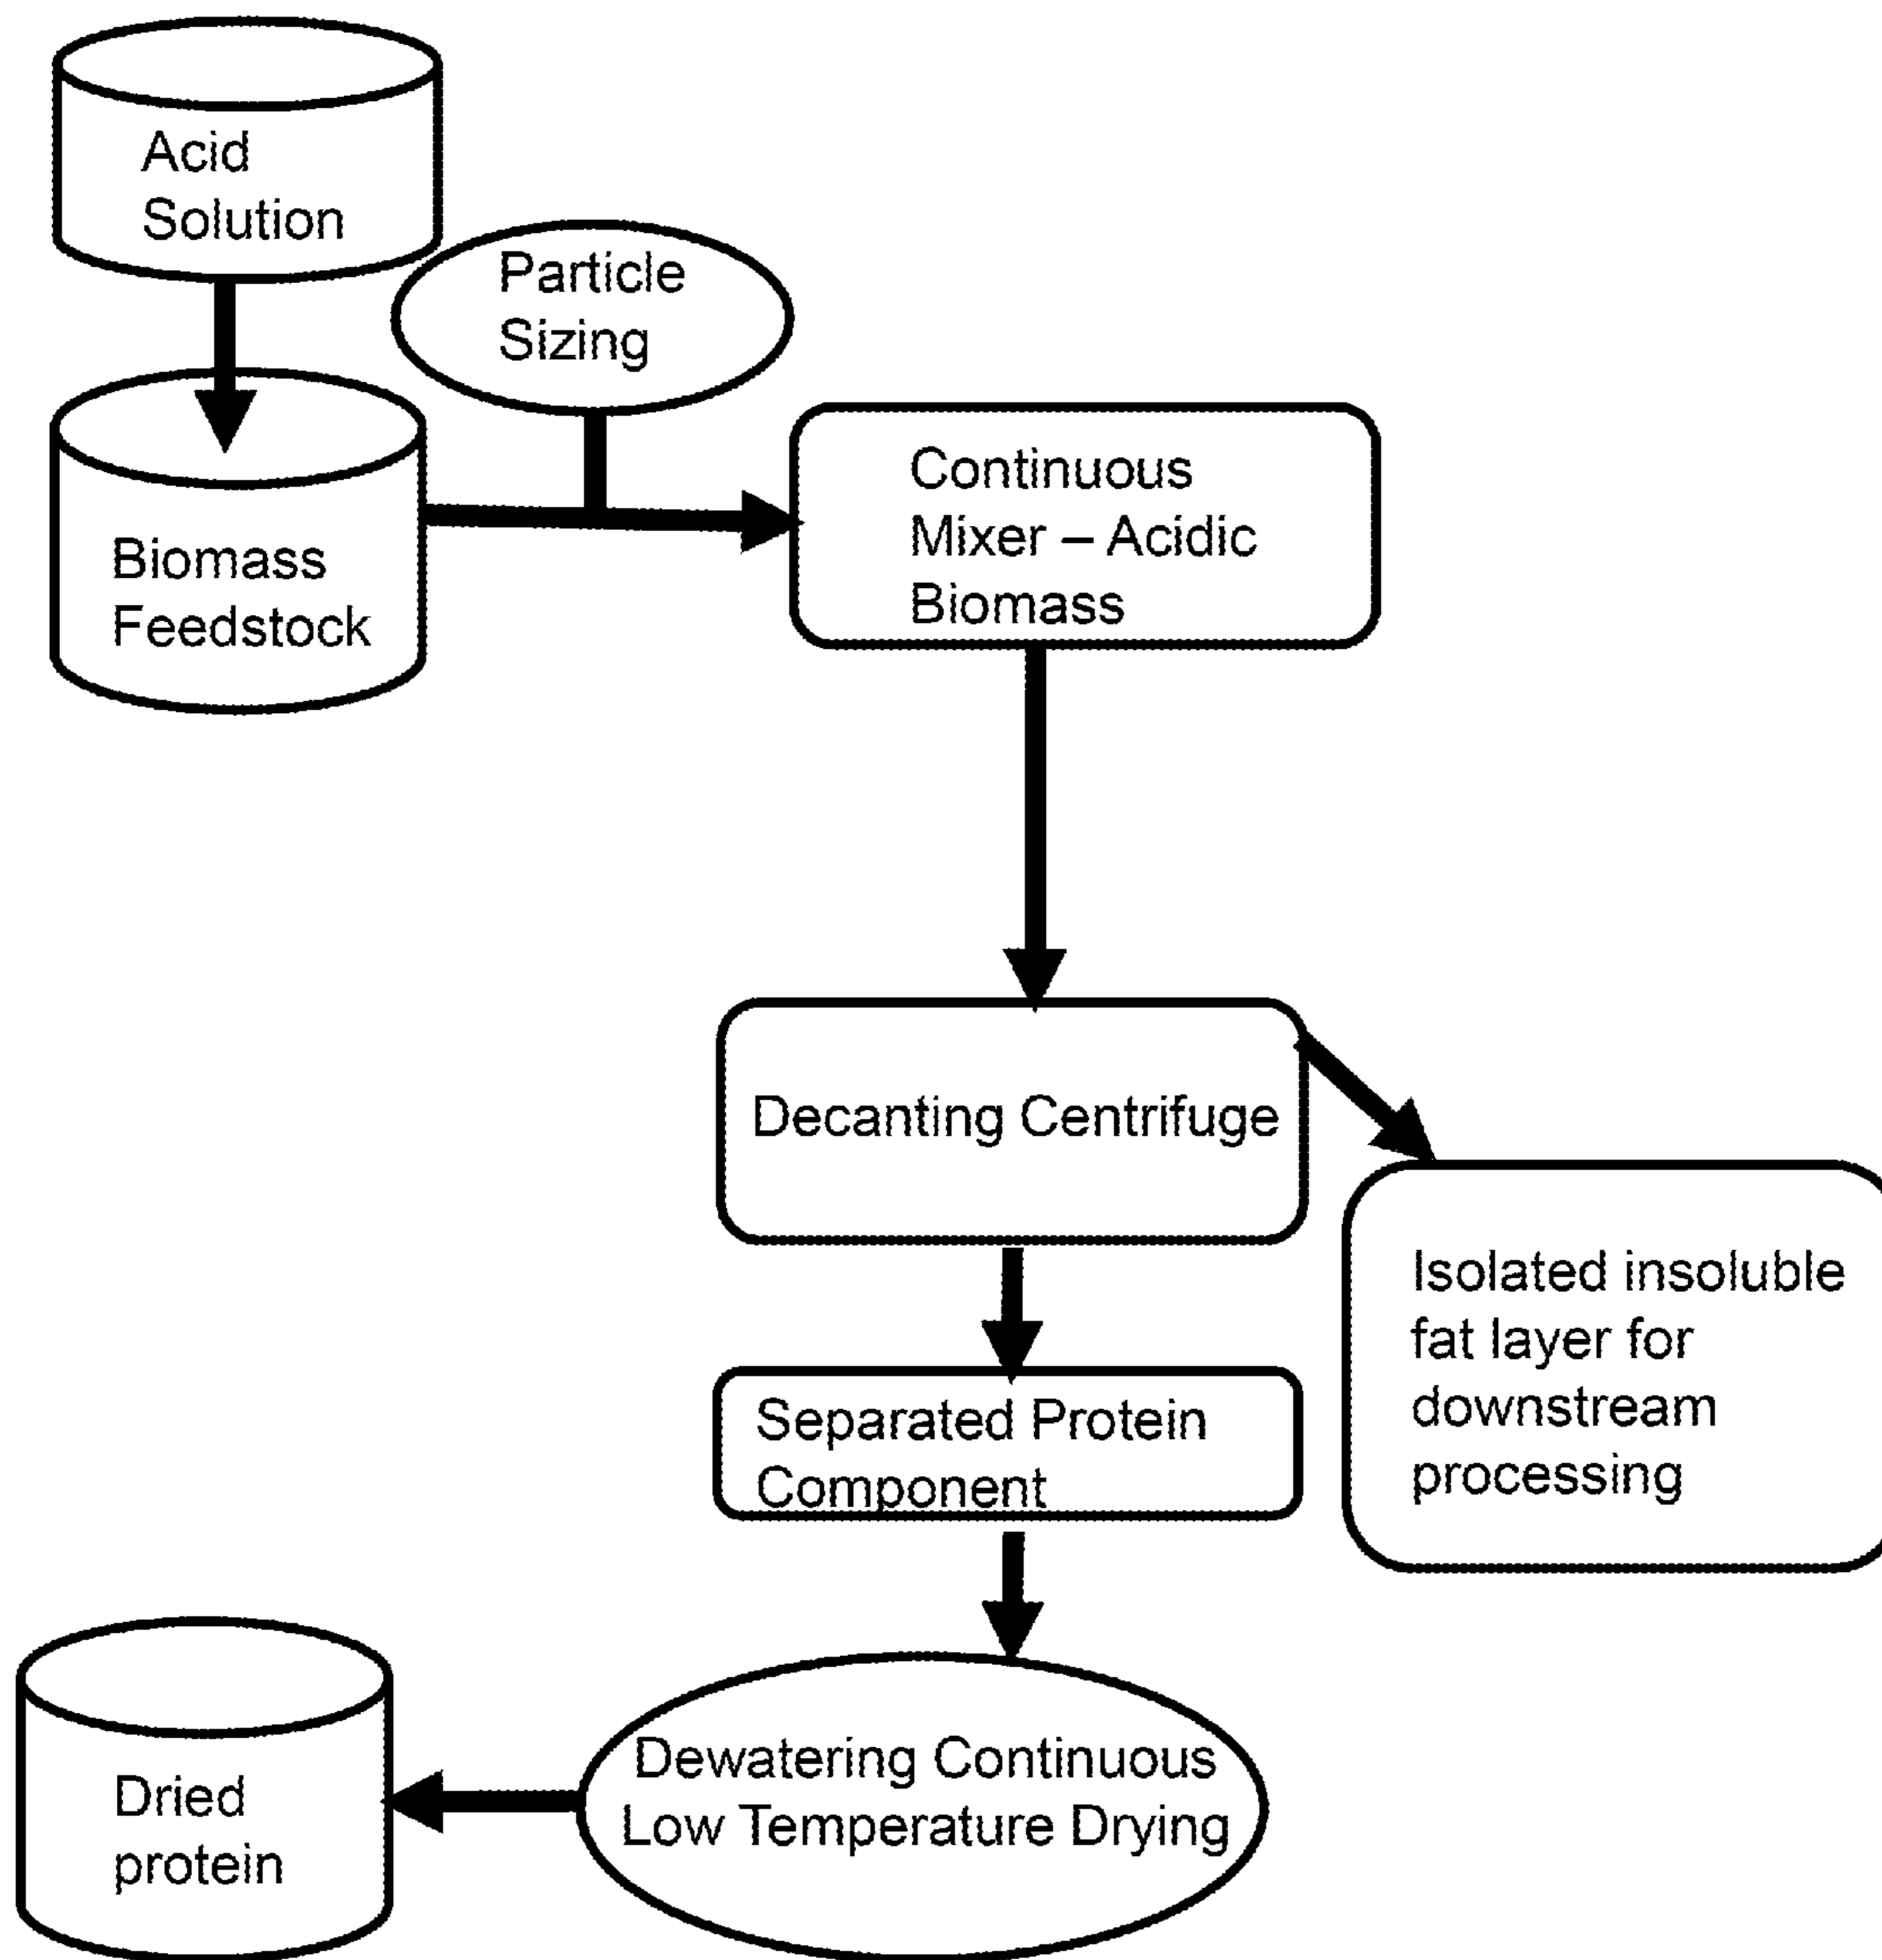 Acid
Solution
Particle
Sizing
Biomass
Feedstock
Continuous
Mixer – Acidic
Biomass
Decanting Centrifuge
Isolated insoluble
fat layer for
downstream
processing
Separated Protein
Component
Dewatering Continuous
Low Temperature Drying
Dried
protein